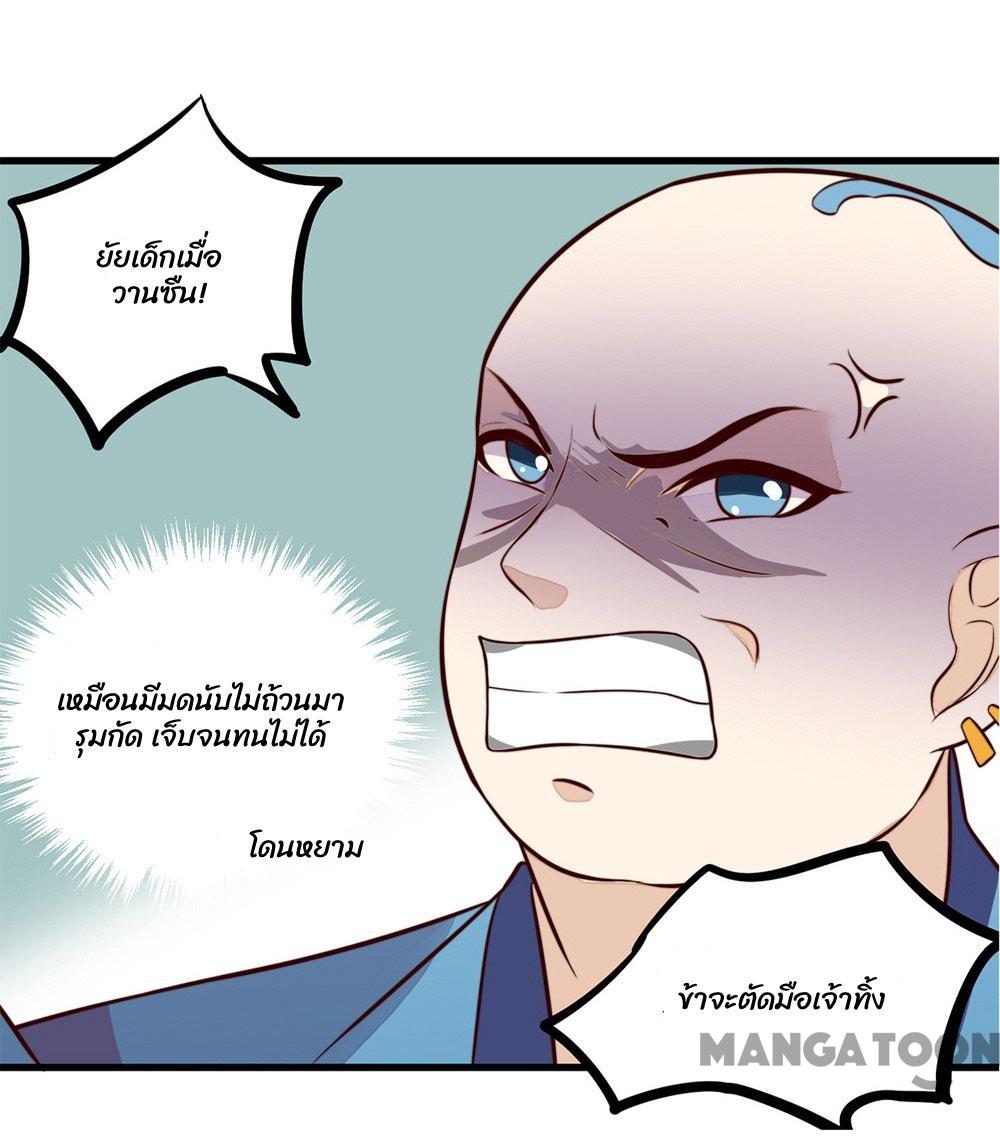 ยัยเด็กเมื่อ
วานซืน!
เหมือนมีมดนับไม่ถ้วนมา
รุมกัด เจ็บจนทนไม่ได้
โดนหยาม
ข้าจะตัดมือเจ้าทิ้ง
MANGATOON